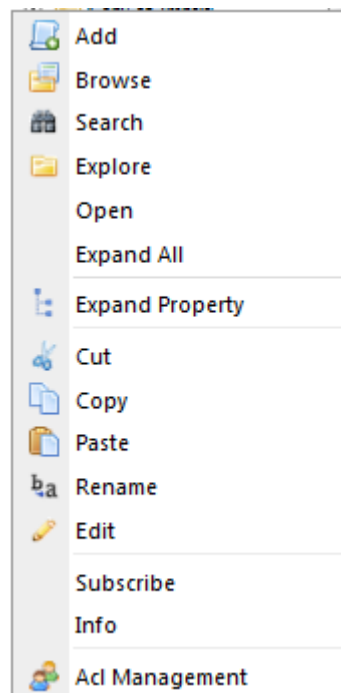 Add
Browse
Search
Explore
Open
Expand All
Expand Property
Cut
Copy
Paste
Rename
Edit
Subscribe
Info
Acl Management